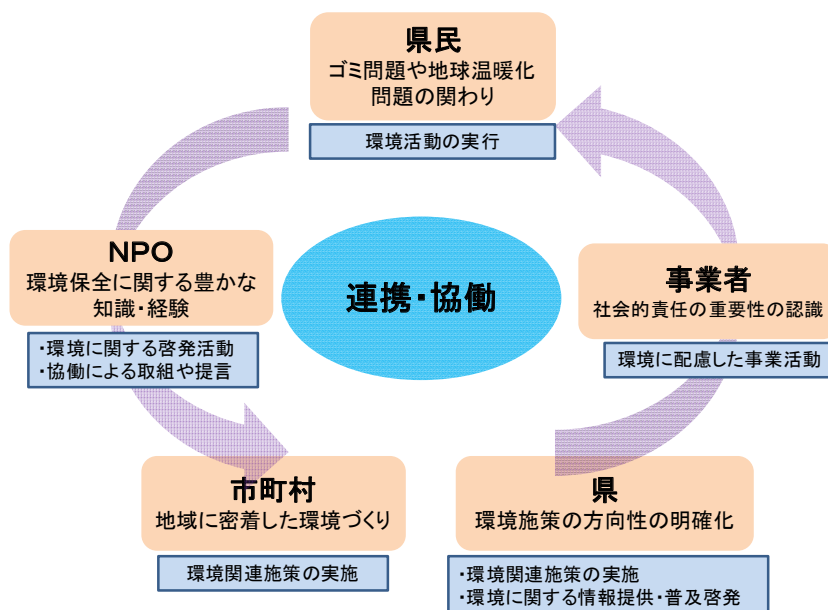 県民
ゴミ問題や地球温暖化
問題の関わり
環境活動の実行
NPO
環境保全に関する豊かな
知識・経験
・環境に関する啓発活動
・協働による取組や提言
連携・協働
事業者
社会的責任の重要性の認識
環境に配慮した事業活動
市町村
地域に密着した環境づくり
環境関連施策の実施
県
環境施策の方向性の明確化
・環境関連施策の実施
・環境に関する情報提供・普及啓発